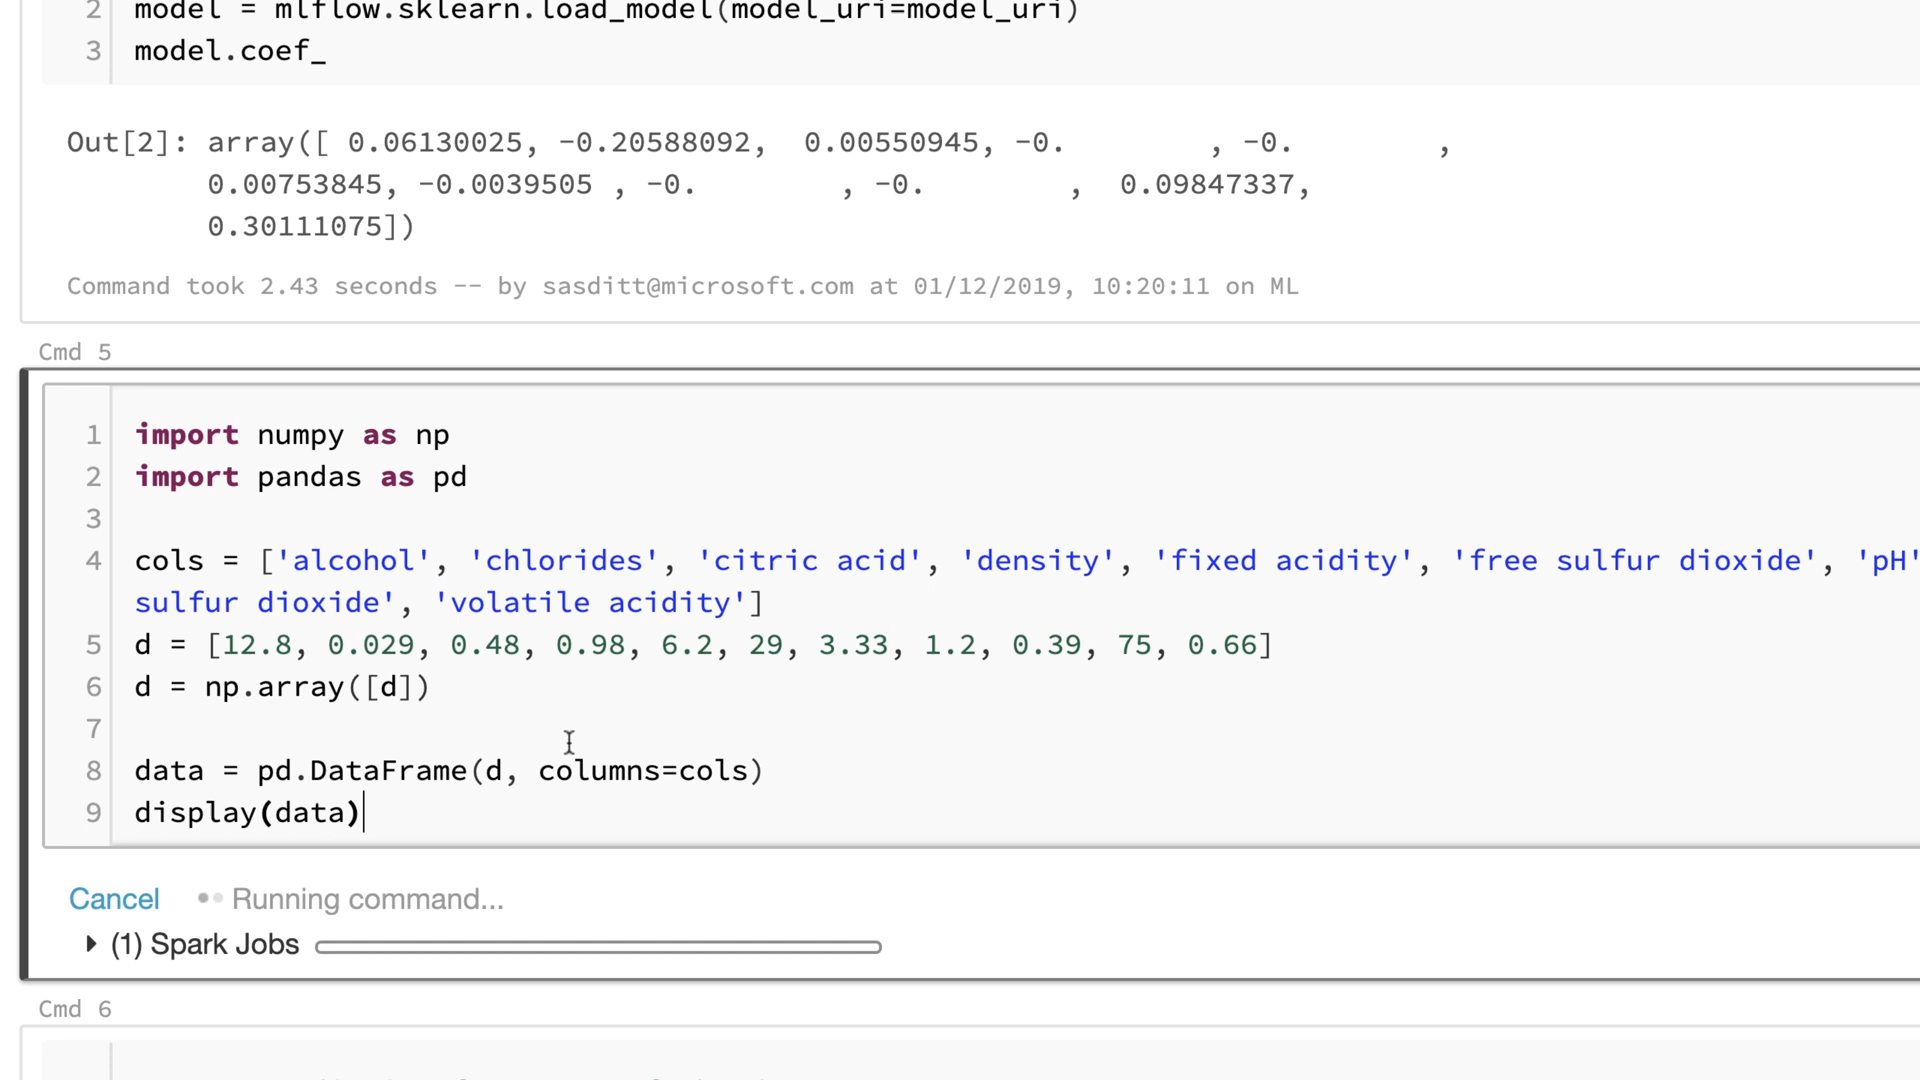 2 model = mlflow.sklearn.load_model(model_uri=model_uri)
3 model.coef_
Out[2]: array([ 0.06130025, -0.20588092,  0.00550945, -0.        , -0.        ,
0.00753845, -0.0039505 , -0.        , -0.        ,  0.09847337,
0.30111075])
Command took 2.43 seconds -- by sasditt@microsoft.com at 01/12/2019, 10:20:11 on ML
Cmd 5
1 import numpy as np
2 import pandas as pd
3
4 cols = ['alcohol', 'chlorides', 'citric acid', 'density', 'fixed acidity', 'free sulfur dioxide', 'pH'
sulfur dioxide', 'volatile acidity']
5 d = [12.8, 0.029, 0.48, 0.98, 6.2, 29, 3.33, 1.2, 0.39, 75, 0.66]
6 d = np.array([d])
7
8 data = pd.DataFrame(d, columns=cols)
9 display(data)
Cancel Running command...
(1) Spark Jobs
Cmd 6